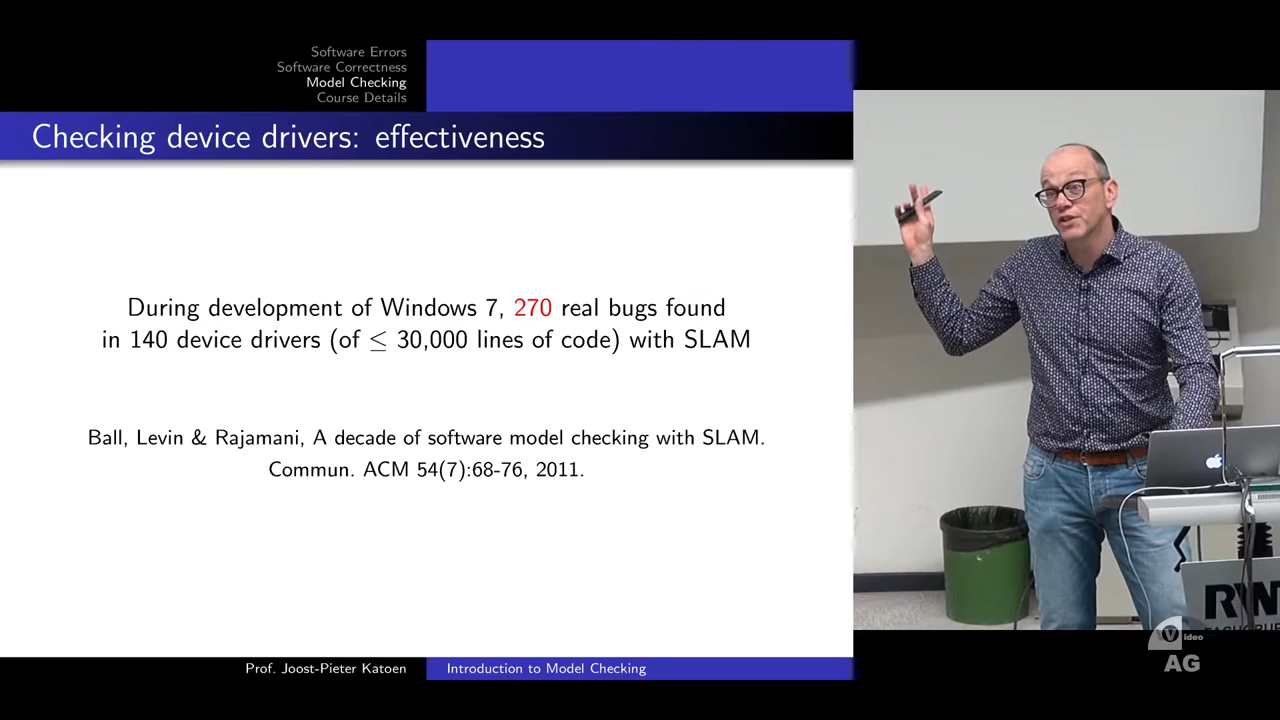 Software Errors
Software Correctness
Model Checking
Course Details
Checking device drivers: effectiveness
During development of Windows 7, 270 real bugs found
in 140 device drivers (of ≤ 30,000 lines of code) with SLAM
Ball, Levin & Rajamani, A decade of software model checking with SLAM.
Commun. ACM 54(7):68-76, 2011.
Prof. Joost-Pieter Katoen
Introduction to Model Checking
Video
AG